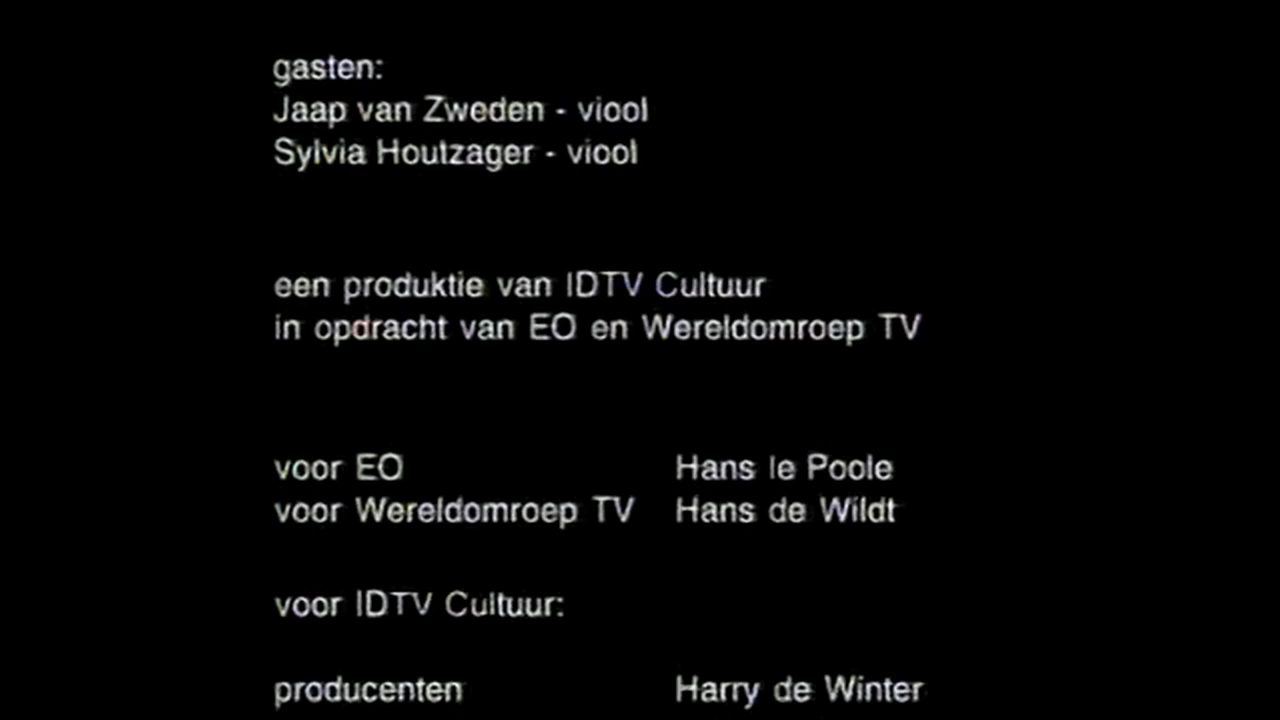 gasten:
Jaap van Zweden - viool
Sylvia Houtzager - viool
een produktie van IDTV Cultuur
in opdracht van EO en Wereldomroep TV
voor EO Hans le Poole
voor Wereldomroep TV Hans de Wildt
voor IDTV Cultuur:
producenten Harry de Winter